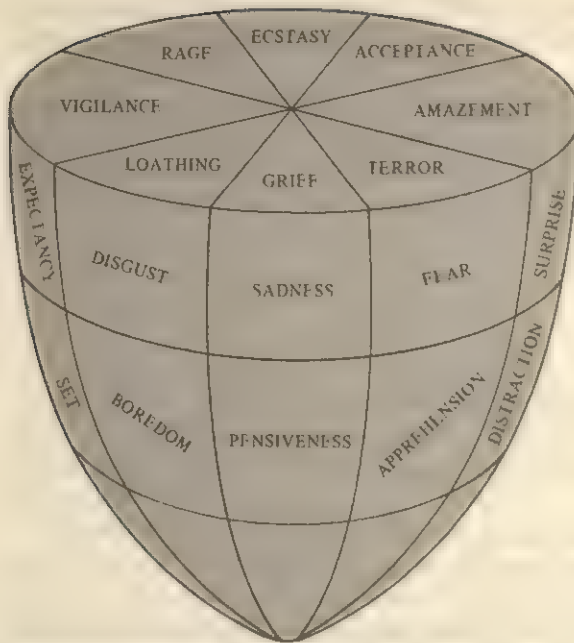 ECSTASY
RAGE
ACCEPTANCE
VIGILANCE
AMAZEMENT
LOATHING
GRIEF
TERROR
EXPECTANCY
DISGUST
SADNESS
FEAR
SURPRISE
SET
BOREDOM
PENSIVENESS
APPREHENSION
DISTRACTION